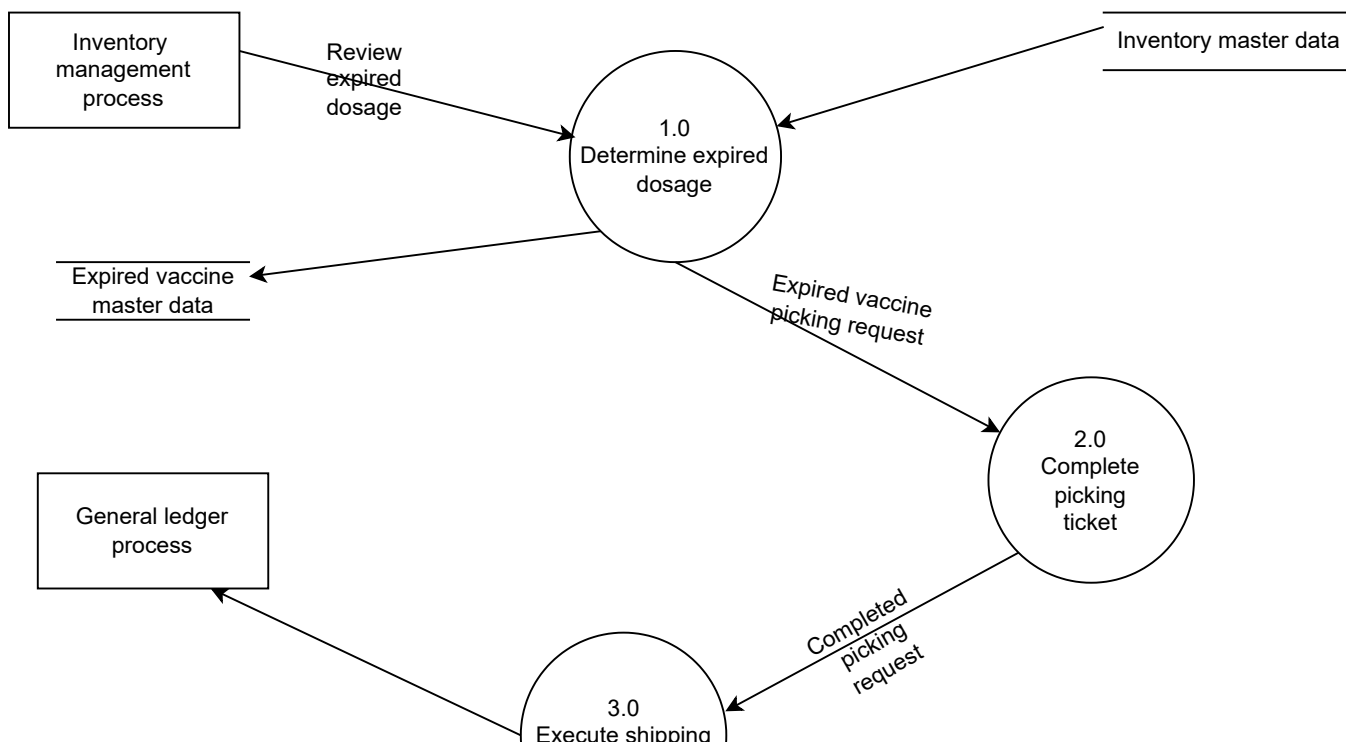 Inventory
management
process
Review
expired
dosage
Inventory master data
1.0
Determine expired
dosage
Expired vaccine
master data
Expired vaccine
picking request
2.0
Complete
picking
ticket
General ledger
process
Completed
picking
request
3.0
Execute shipping